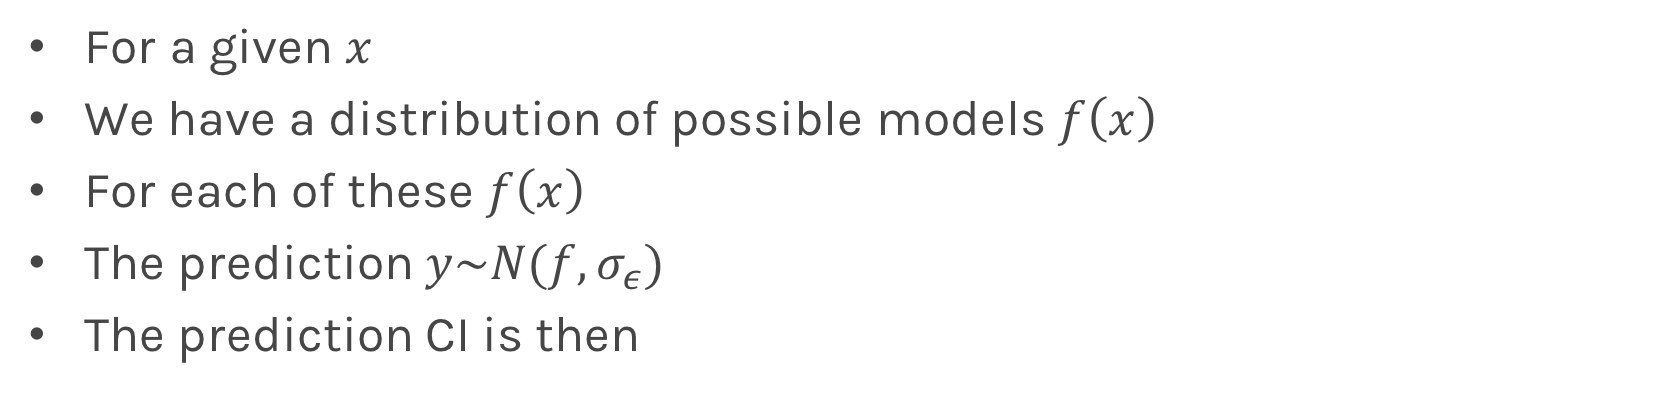 • For a given 𝑥
• We have a distribution of possible models 𝑓(𝑥)
• For each of these 𝑓(𝑥)
• The prediction 𝑦~𝑁(𝑓, 𝜎_𝜖)
• The prediction CI is then